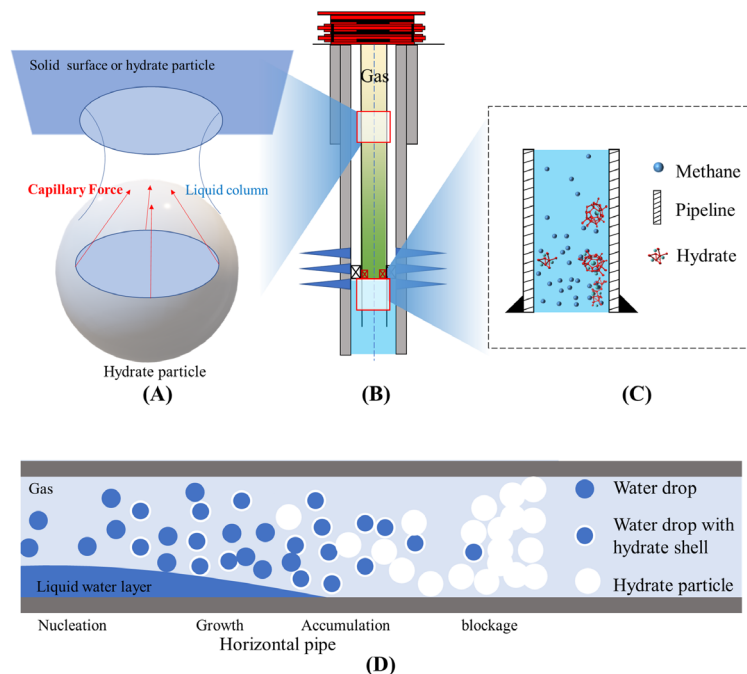 Solid surface or hydrate particle
Capillary Force
Liquid column
Hydrate particle
(A)
Gas
(B)
Methane
Pipeline
Hydrate
(C)
Gas
Water drop
Water drop with
hydrate shell
Hydrate particle
Liquid water layer
Nucleation
Growth
Accumulation
blockage
Horizontal pipe
(D)